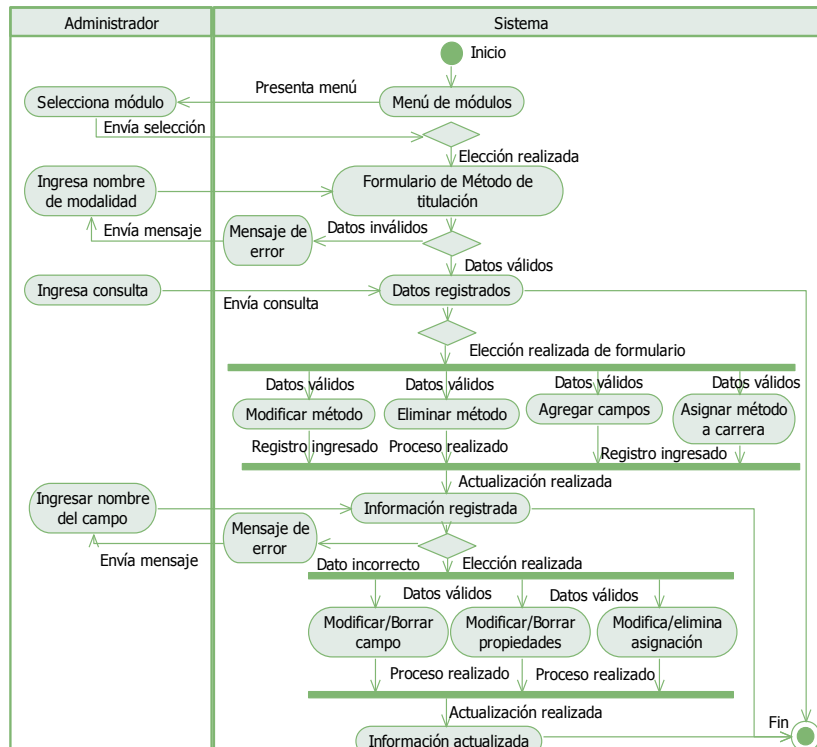 Administrador
Sistema
Inicio
Presenta menú
Selecciona módulo
Menú de módulos
Envía selección
Elección realizada
Ingresa nombre
de modalidad
Formulario de Método de
titulación
Envía mensaje
Mensaje de
error
Datos inválidos
Datos válidos
Ingresa consulta
Datos registrados
Envía consulta
Elección realizada de formulario
Datos válidos
Datos válidos
Datos válidos
Datos válidos
Modificar método
Eliminar método
Agregar campos
Asignar método
a carrera
Registro ingresado
Proceso realizado
Registro ingresado
Actualización realizada
Ingresar nombre
del campo
Información registrada
Mensaje de
error
Envía mensaje
Dato incorrecto
Elección realizada
Datos válidos
Datos válidos
Modificar/Borrar
campo
Modificar/Borrar
propiedades
Modifica/elimina
asignación
Proceso realizado
Proceso realizado
Actualización realizada
Fin
Información actualizada